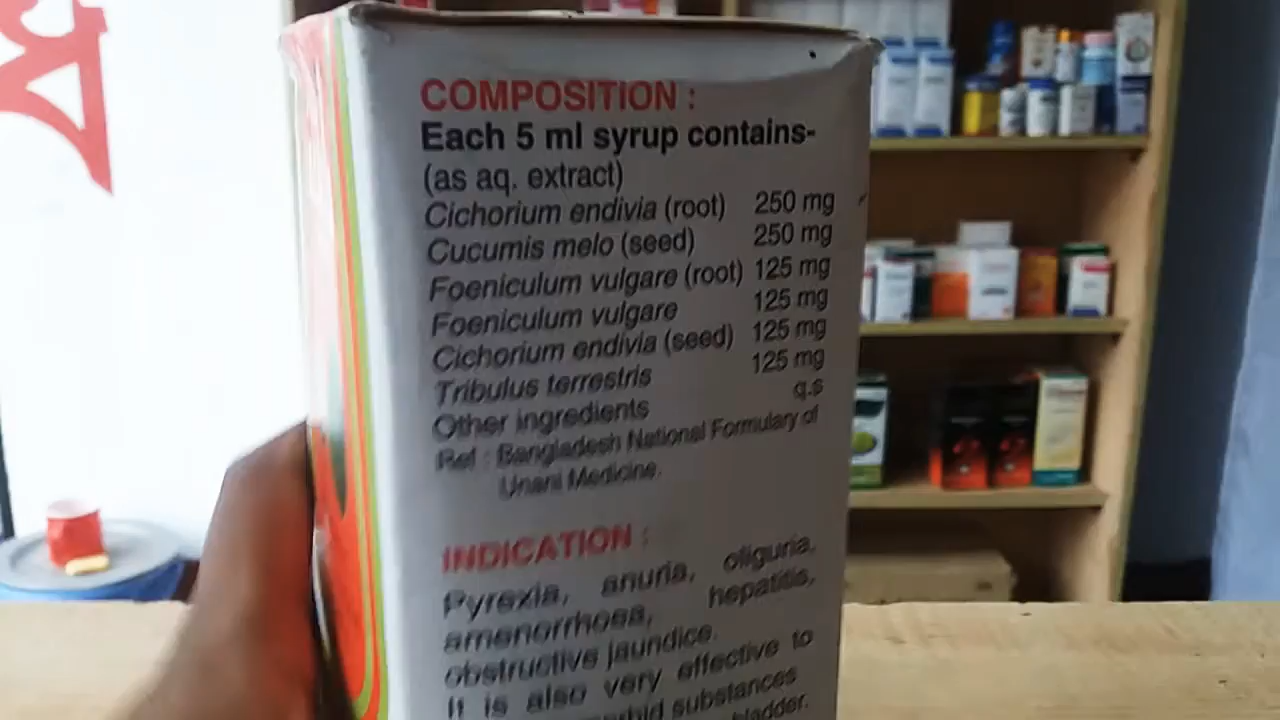 COMPOSITION :
Each 5 ml syrup contains-
(as aq. extract)
Cichorium endivia (root) 250 mg
Cucumis melo (seed) 250 mg
Foeniculum vulgare (root) 125 mg
Foeniculum vulgare 125 mg
Cichorium endivia (seed) 125 mg
Tribulus terrestris 125 mg
Other ingredients q.s
Ref : Bangladesh National Formulary of
Unani Medicine.
INDICATION :
Pyrexia, anuria, oliguria,
amenorrhoea, hepatitis,
obstructive jaundice.
It is also very effective to
substances
bladder.